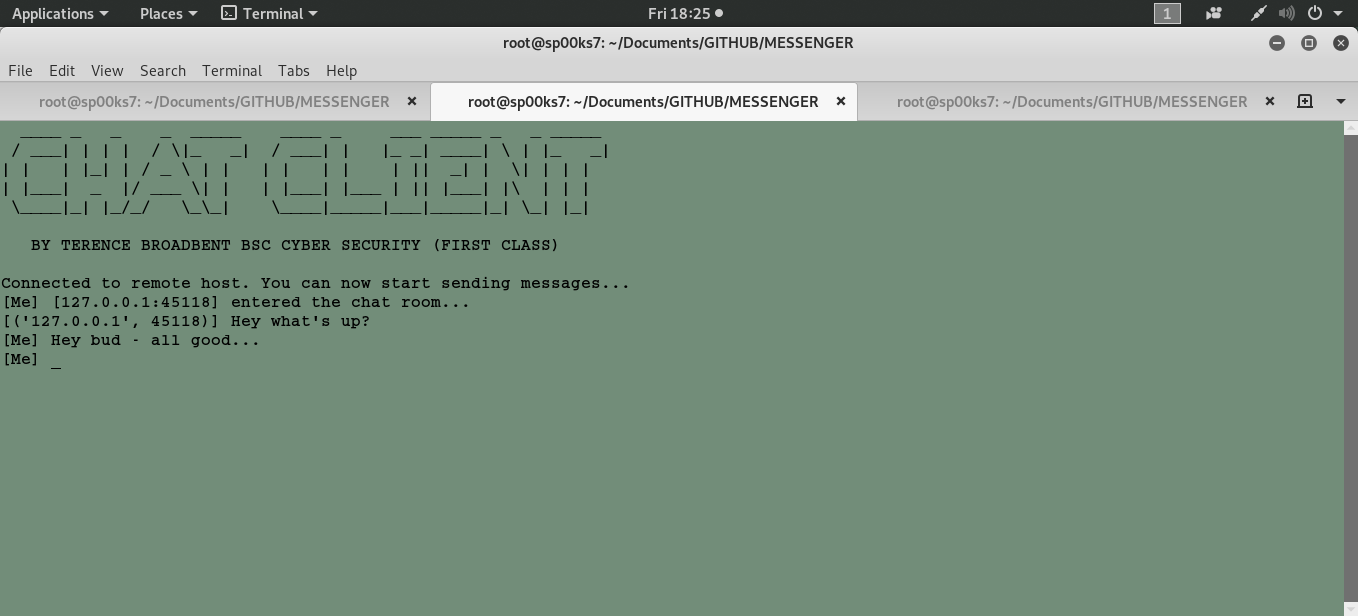 Applications Places Terminal Fri 18:25 1
root@sp00ks7: ~/Documents/GITHUB/MESSENGER
File Edit View Search Terminal Tabs Help
root@sp00ks7: ~/Documents/GITHUB/MESSENGER root@sp00ks7: ~/Documents/GITHUB/MESSENGER root@sp00ks7: ~/Documents/GITHUB/MESSENGER
CHAT CLIENT
BY TERENCE BROADBENT BSC CYBER SECURITY (FIRST CLASS)
Connected to remote host. You can now start sending messages...
[Me] [127.0.0.1:45118] entered the chat room...
[('127.0.0.1', 45118)] Hey what's up?
[Me] Hey bud - all good...
[Me] _